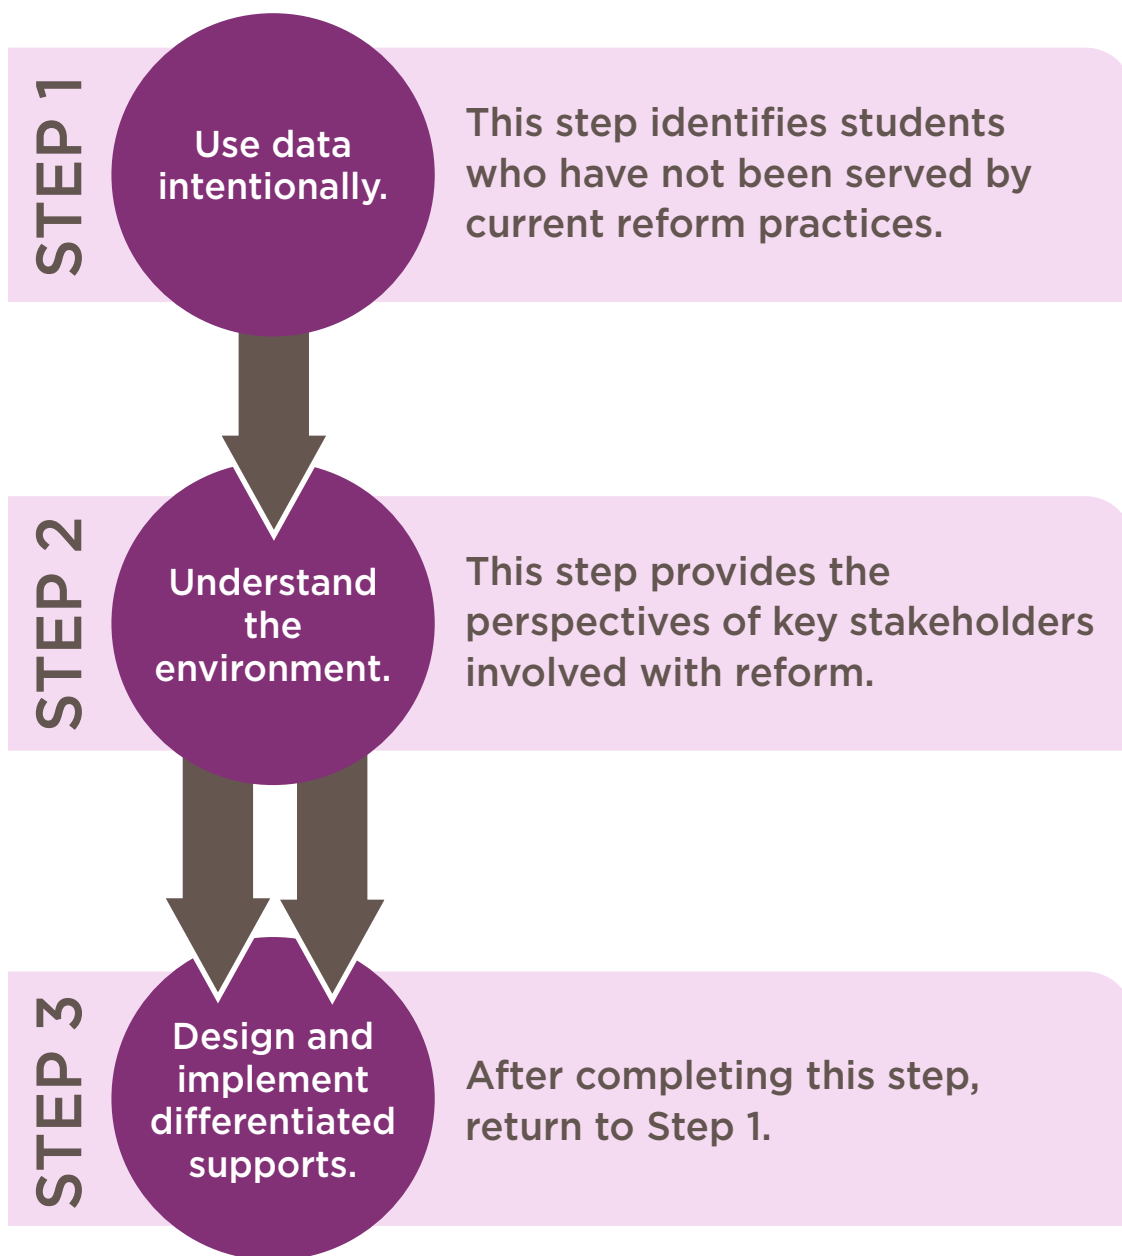 STEP 1
Use data
intentionally.
This step identifies students
who have not been served by
current reform practices.
STEP 2
Understand
the
environment.
This step provides the
perspectives of key stakeholders
involved with reform.
STEP 3
Design and
implement
differentiated
supports.
After completing this step,
return to Step 1.